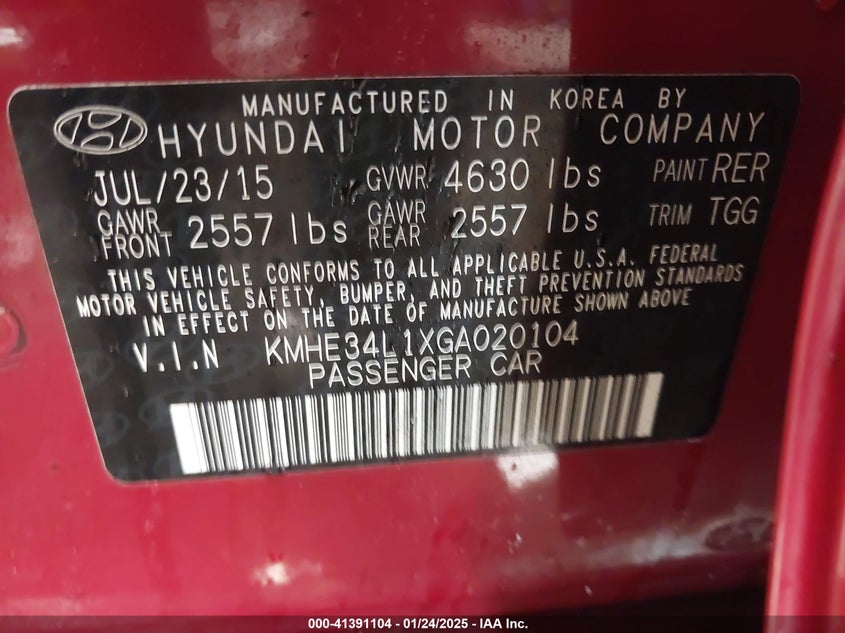 MANUFACTURED IN KOREA BY
HYUNDAI MOTOR COMPANY
JUL/23/15 GVWR 4630 lbs PAINT RER
GAWR FRONT 2557 lbs GAWR REAR 2557 lbs TRIM TGG
THIS VEHICLE CONFORMS TO ALL APPLICABLE U.S.A. FEDERAL
MOTOR VEHICLE SAFETY, BUMPER, AND THEFT PREVENTION STANDARDS
IN EFFECT ON THE DATE OF MANUFACTURE SHOWN ABOVE
V.I.N KMHE34L1XGA020104
PASSENGER CAR
000-41391104 - 01/24/2025 - IAA Inc.